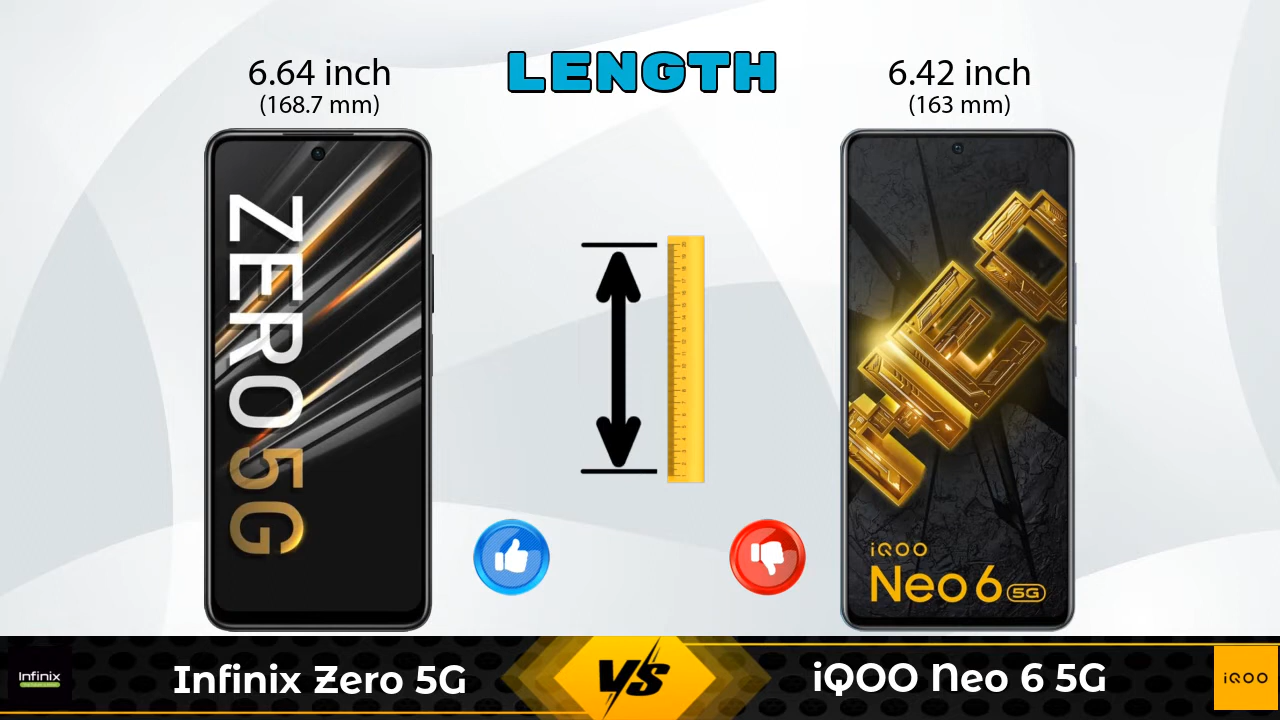 LENGTH
6.64 inch
(168.7 mm)
6.42 inch
(163 mm)
ZERO 5G
NEO
iQOO
Neo 6 5G
Infinix
Infinix Zero 5G
VS
iQOO Neo 6 5G
iQOO